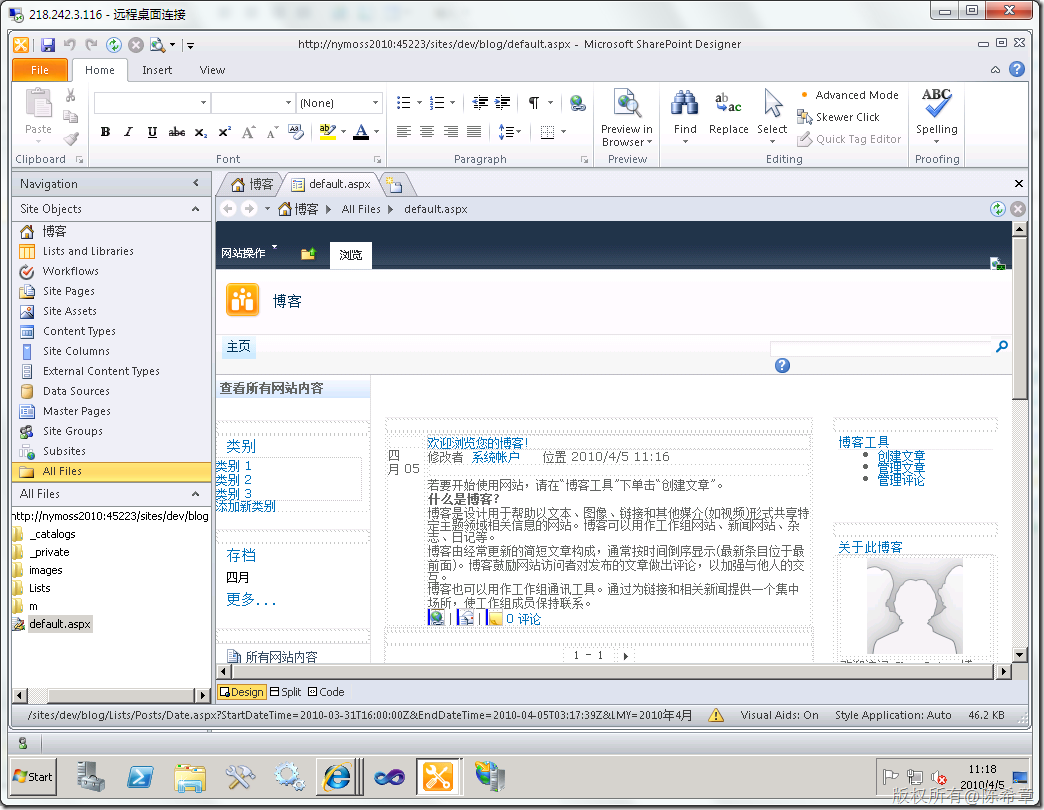 218.242.3.116 - 远程桌面连接
http://nymoss2010:45223/sites/dev/blog/default.aspx - Microsoft SharePoint Designer
File
Home
Insert
View
Paste
Clipboard
(None)
B I U abc X₂ X² A A
ab A
Font
Paragraph
Preview in
Browser
Preview
Find
ab
ac
Replace
Select
Advanced Mode
Skewer Click
Quick Tag Editor
Editing
ABC
Spelling
Proofing
Navigation
Site Objects
博客
Lists and Libraries
Workflows
Site Pages
Site Assets
Content Types
Site Columns
External Content Types
Data Sources
Master Pages
Site Groups
Subsites
All Files
All Files
http://nymoss2010:45223/sites/dev/blog
_catalogs
_private
images
Lists
m
default.aspx
博客
default.aspx
博客 All Files default.aspx
网站操作
浏览
博客
主页
查看所有网站内容
类别
类别 1
类别 2
类别 3
添加新类别
存档
四月
更多...
所有网站内容
四
月 05
欢迎浏览您的博客!
修改者 系统帐户 位置 2010/4/5 11:16
若要开始使用网站，请在“博客工具”下单击“创建文章”。
什么是博客?
博客是设计用于帮助以文本、图像、链接和其他媒介(如视频)形式共享特
定主题领域相关信息的网站。博客可以用作工作组网站、新闻网站、杂
志、日记等。
博客由经常更新的简短文章构成，通常按时间倒序显示(最新条目位于最
前面)。博客鼓励网站访问者对发布的文章做出评论，以加强与他人的交
互。
博客也可以用作工作组通讯工具。通过为链接和相关新闻提供一个集中
场所，使工作组成员保持联系。
| | 0 评论
1 - 1
博客工具
创建文章
管理文章
管理评论
关于此博客
Design Split Code
/sites/dev/blog/Lists/Posts/Date.aspx?StartDateTime=2010-03-31T16:00:00Z&EndDateTime=2010-04-05T03:17:39Z&LMY=2010年4月
Visual Aids: On
Style Application: Auto
46.2 KB
Start
11:18
2010/4/5
版权所有@陈希章